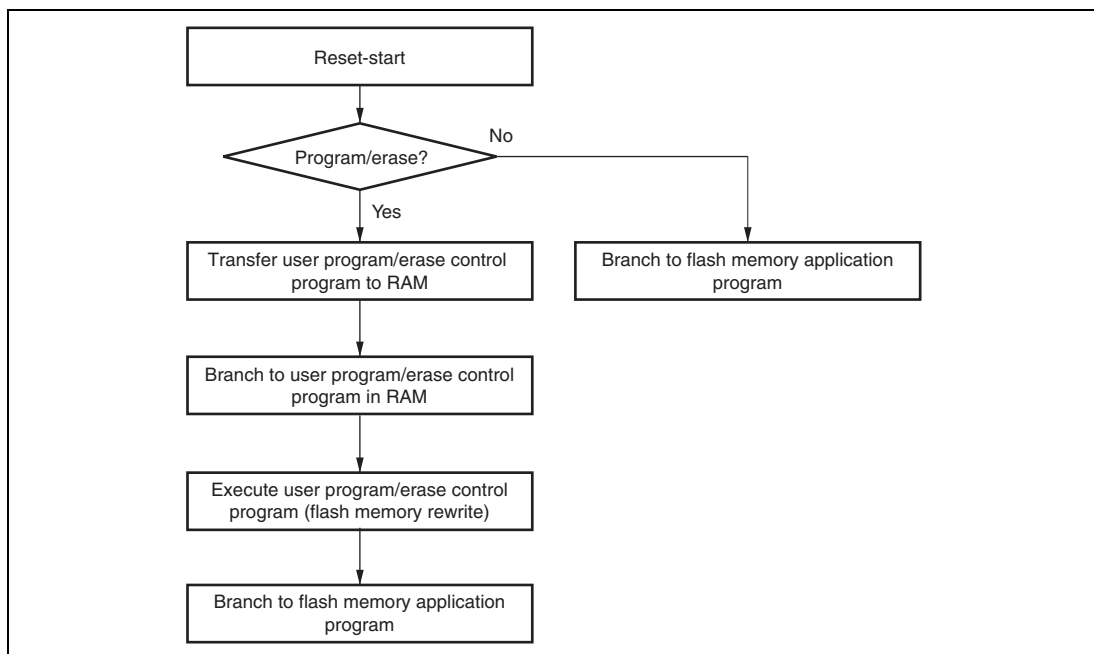 Reset-start
No
Program/erase?
Yes
Transfer user program/erase control
program to RAM
Branch to flash memory application
program
Branch to user program/erase control
program in RAM
Execute user program/erase control
program (flash memory rewrite)
Branch to flash memory application
program